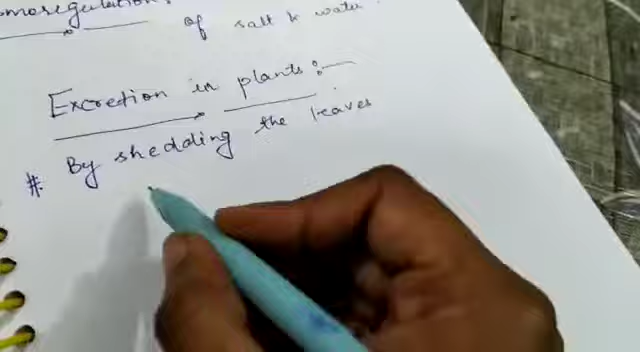 of salt & water.
Excretion in plants:—
#. By shedding the leaves